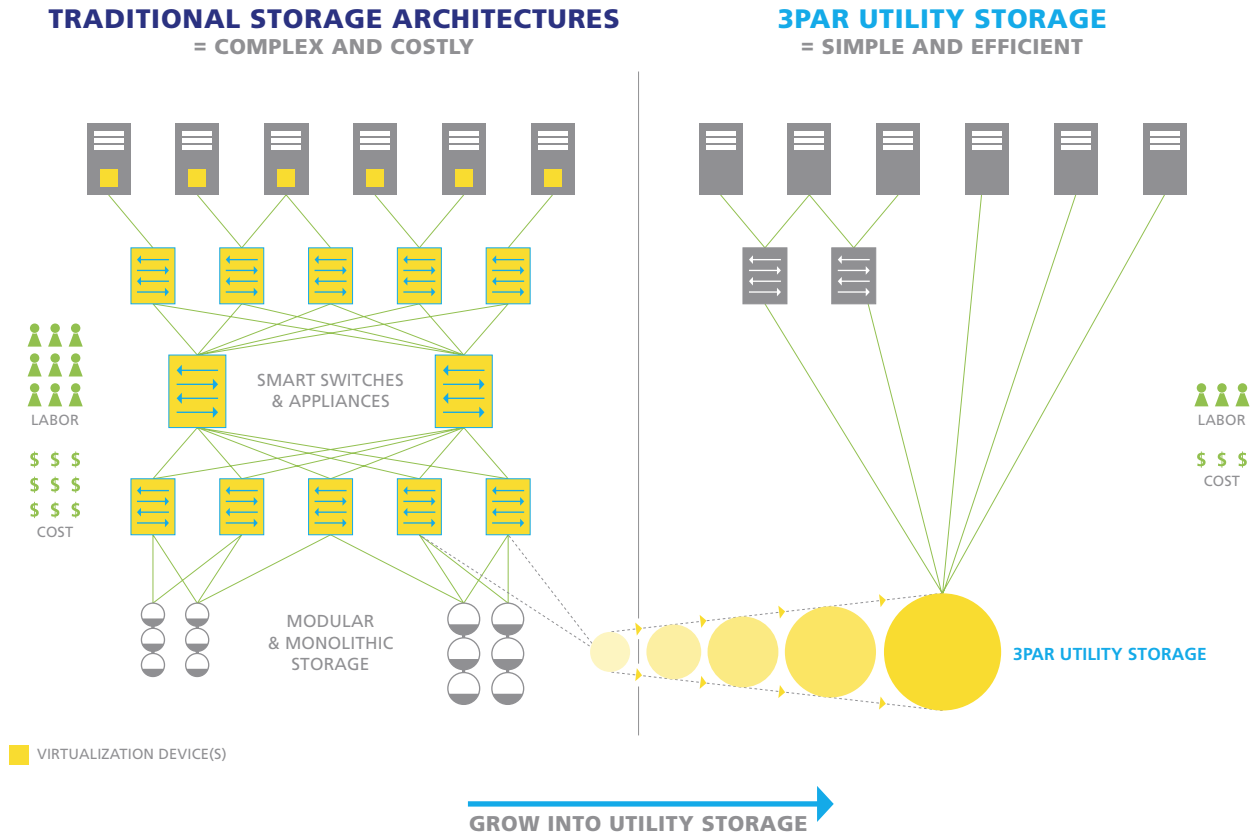 TRADITIONAL STORAGE ARCHITECTURES
= COMPLEX AND COSTLY
3PAR UTILITY STORAGE
= SIMPLE AND EFFICIENT
SMART SWITCHES
& APPLIANCES
LABOR
$ $ $
$ $ $
$ $ $
COST
MODULAR
& MONOLITHIC
STORAGE
LABOR
$ $ $
COST
3PAR UTILITY STORAGE
VIRTUALIZATION DEVICE(S)
GROW INTO UTILITY STORAGE